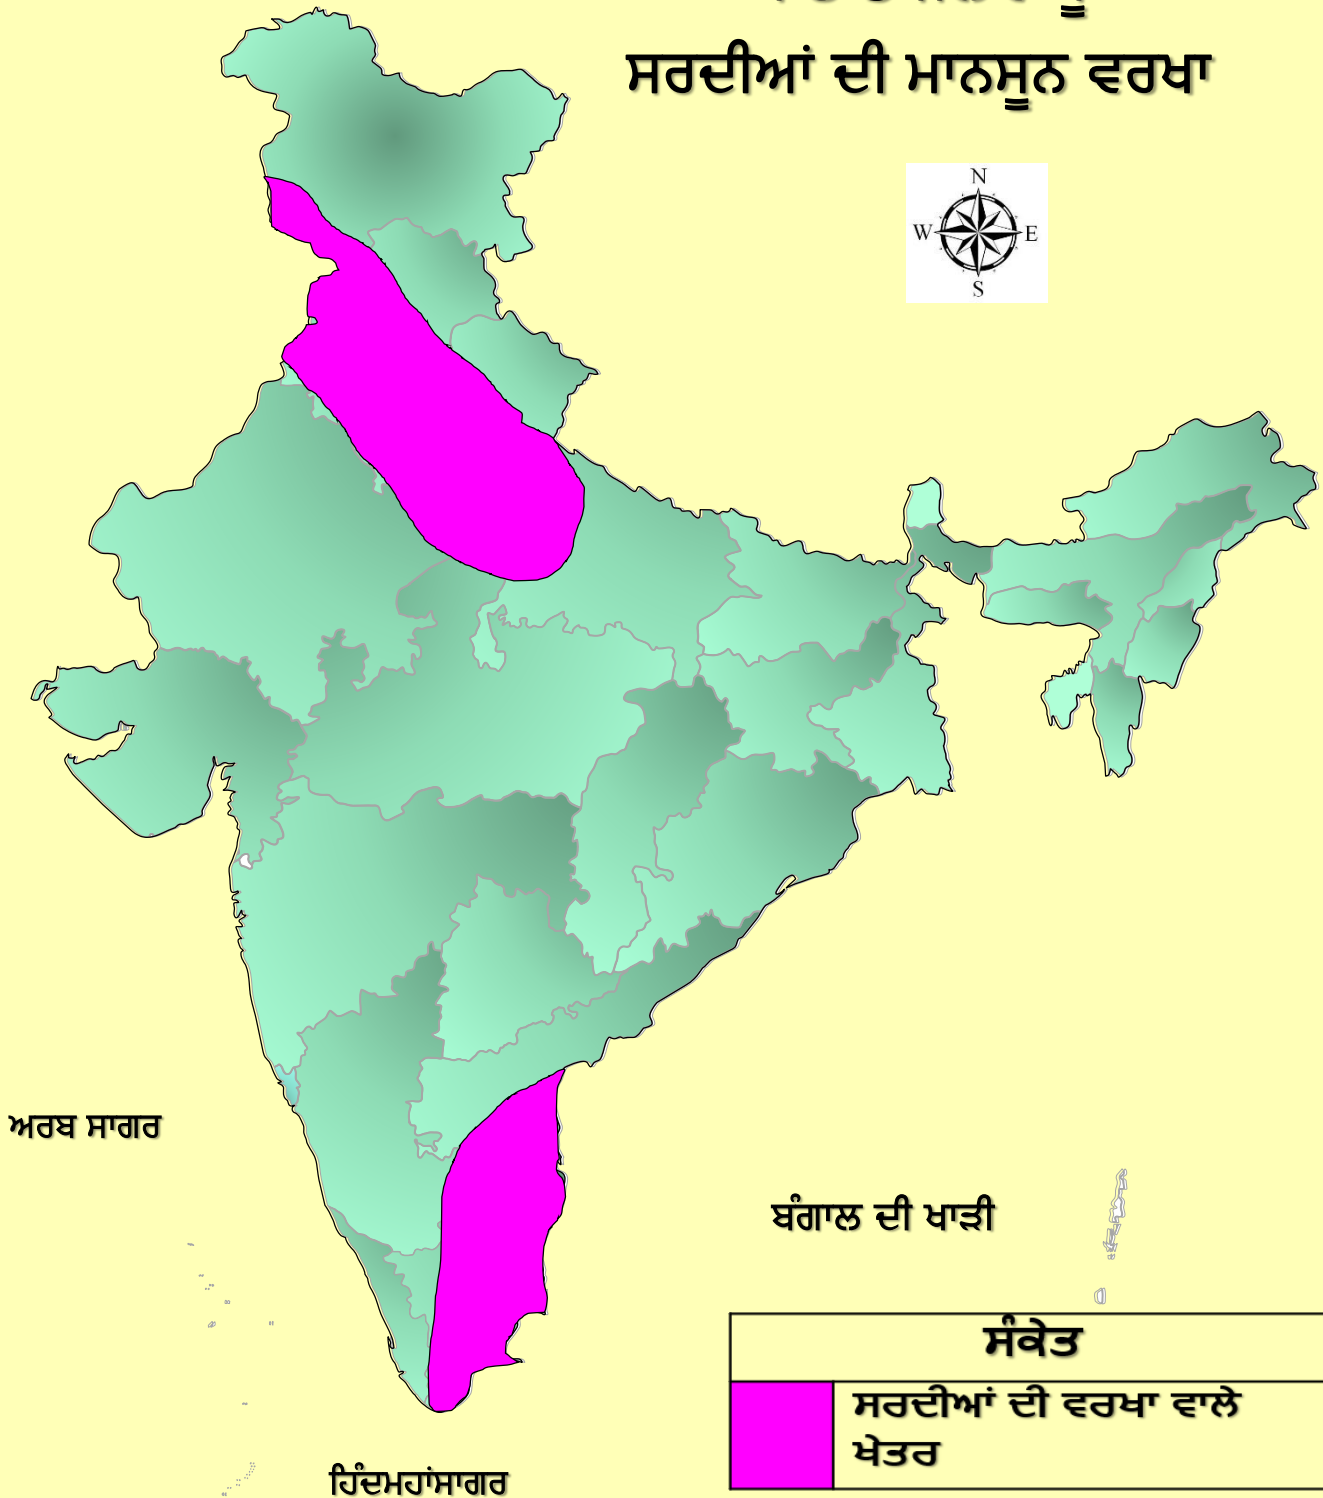 ਸਰਦੀਆਂ ਦੀ ਮਾਨਸੂਨ ਵਰਖਾ
N
W E
S
ਅਰਬ ਸਾਗਰ
ਬੰਗਾਲ ਦੀ ਖਾੜੀ
ਸੰਕੇਤ
ਸਰਦੀਆਂ ਦੀ ਵਰਖਾ ਵਾਲੇ
ਖੇਤਰ
ਹਿੰਦਮਹਾਂਸਾਗਰ